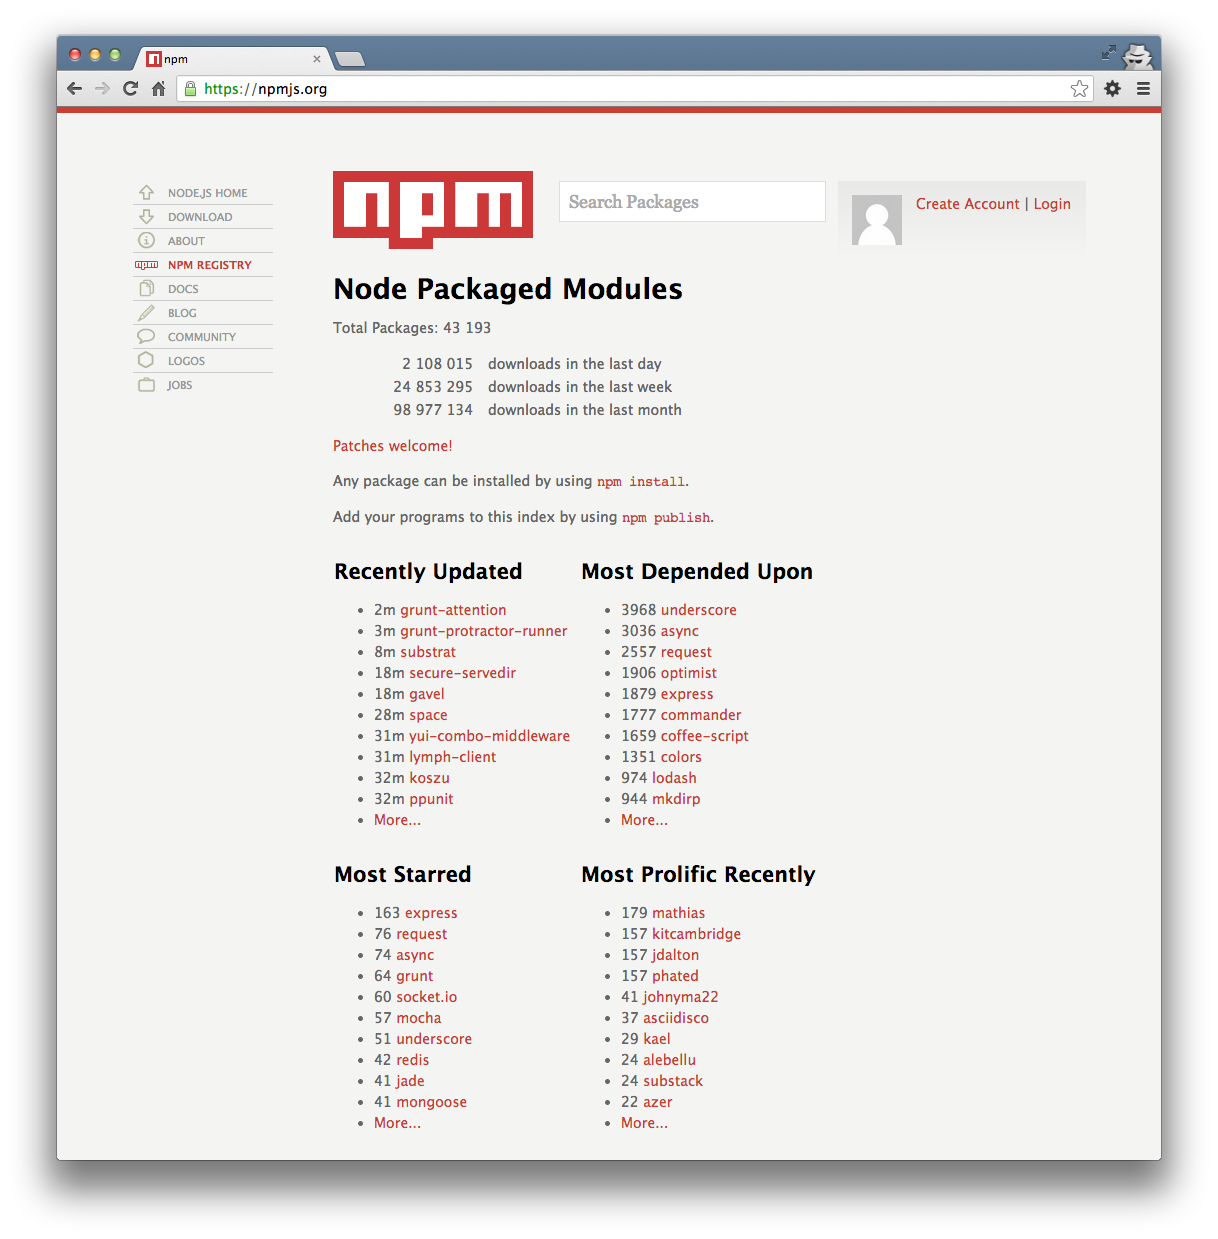 npm
https://npmjs.org
NODE.JS HOME
DOWNLOAD
ABOUT
NPM REGISTRY
DOCS
BLOG
COMMUNITY
LOGOS
JOBS
npm
Search Packages
Create Account | Login
Node Packaged Modules
Total Packages: 43 193
2 108 015 downloads in the last day
24 853 295 downloads in the last week
98 977 134 downloads in the last month
Patches welcome!
Any package can be installed by using npm install.
Add your programs to this index by using npm publish.
Recently Updated
2m grunt-attention
3m grunt-protractor-runner
8m substrat
18m secure-servedir
18m gavel
28m space
31m yui-combo-middleware
31m lymph-client
32m koszu
32m ppunit
More...
Most Depended Upon
3968 underscore
3036 async
2557 request
1906 optimist
1879 express
1777 commander
1659 coffee-script
1351 colors
974 lodash
944 mkdirp
More...
Most Starred
163 express
76 request
74 async
64 grunt
60 socket.io
57 mocha
51 underscore
42 redis
41 jade
41 mongoose
More...
Most Prolific Recently
179 mathias
157 kitcambridge
157 jdalton
157 phated
41 johnyma22
37 asciidisco
29 kael
24 alebellu
24 substack
22 azer
More...